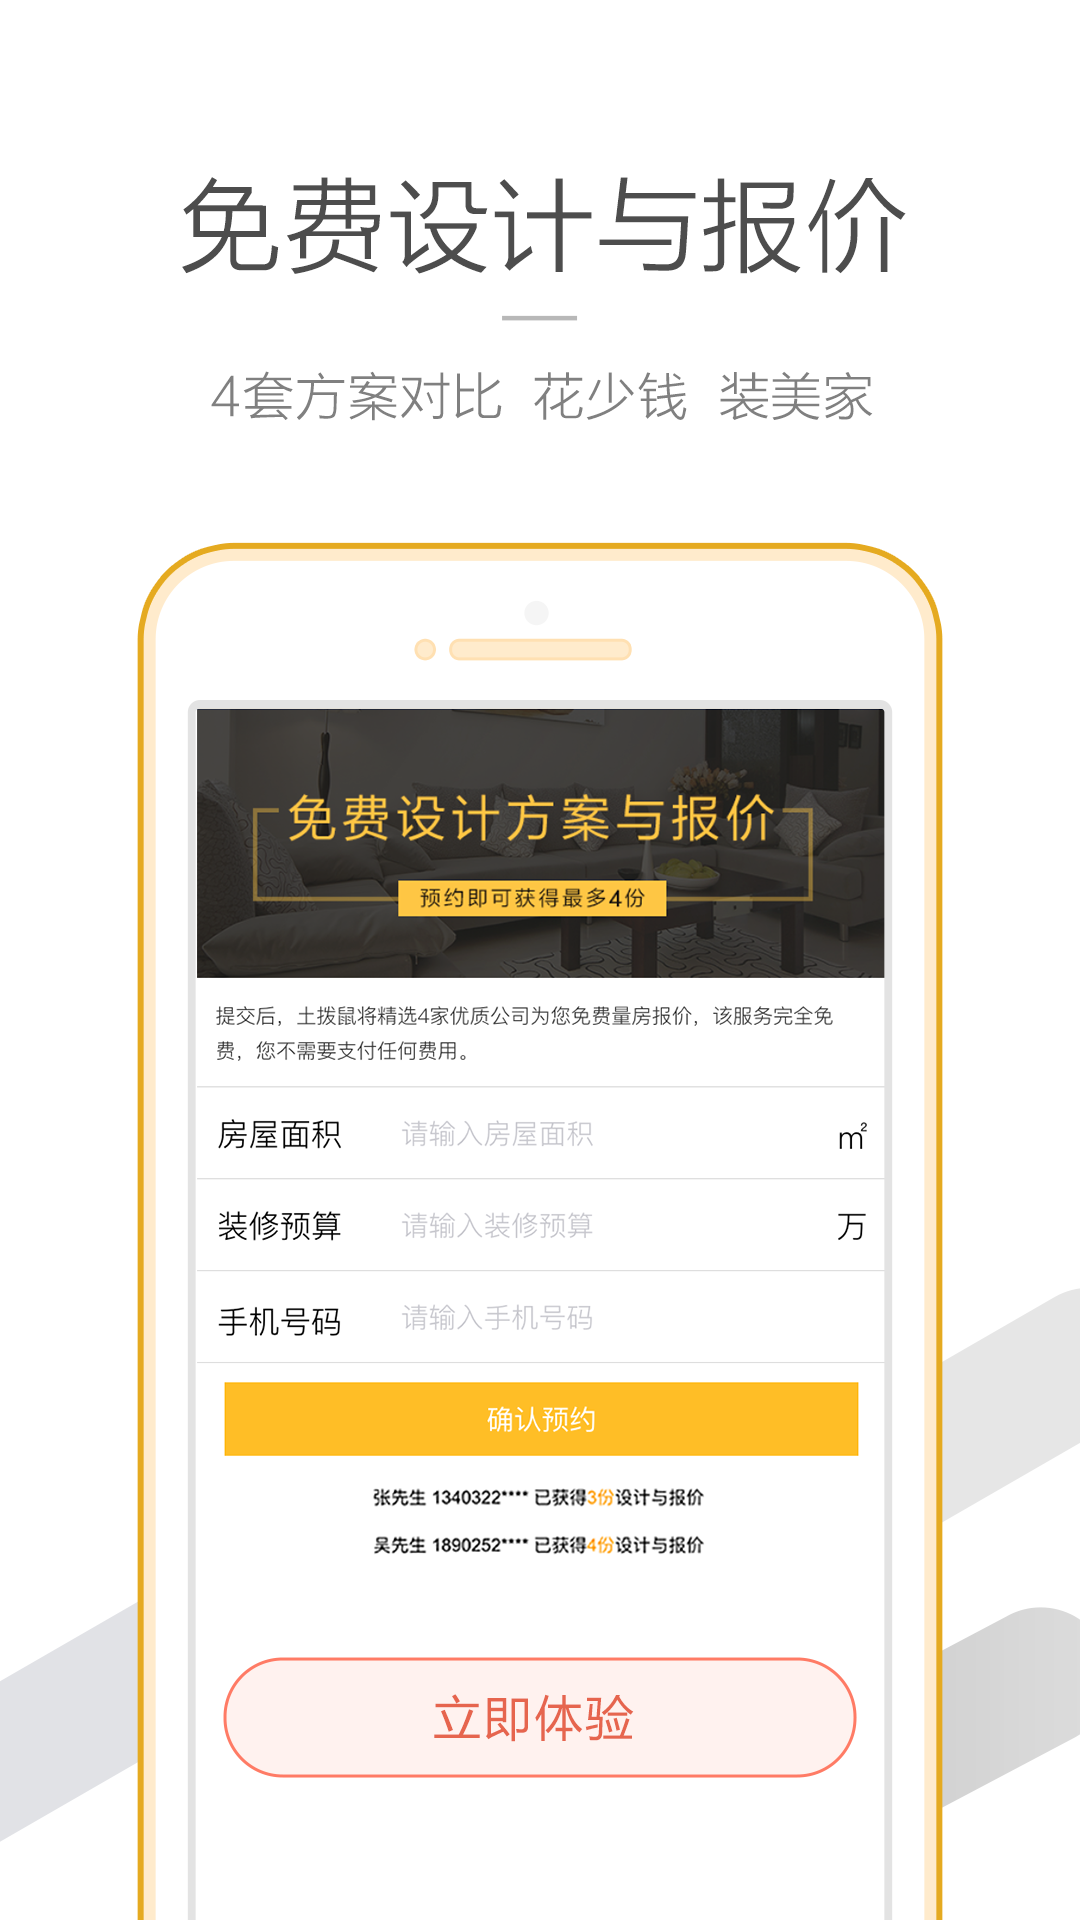 免费设计与报价
4套方案对比 花少钱 装美家
免费设计方案与报价
预约即可获得最多4份
提交后，土拨鼠将精选4家优质公司为您免费量房报价，该服务完全免
费，您不需要支付任何费用。
房屋面积 请输入房屋面积 ㎡
装修预算 请输入装修预算 万
手机号码 请输入手机号码
确认预约
张先生 1340322**** 已获得3份设计与报价
吴先生 1890252**** 已获得4份设计与报价
立即体验